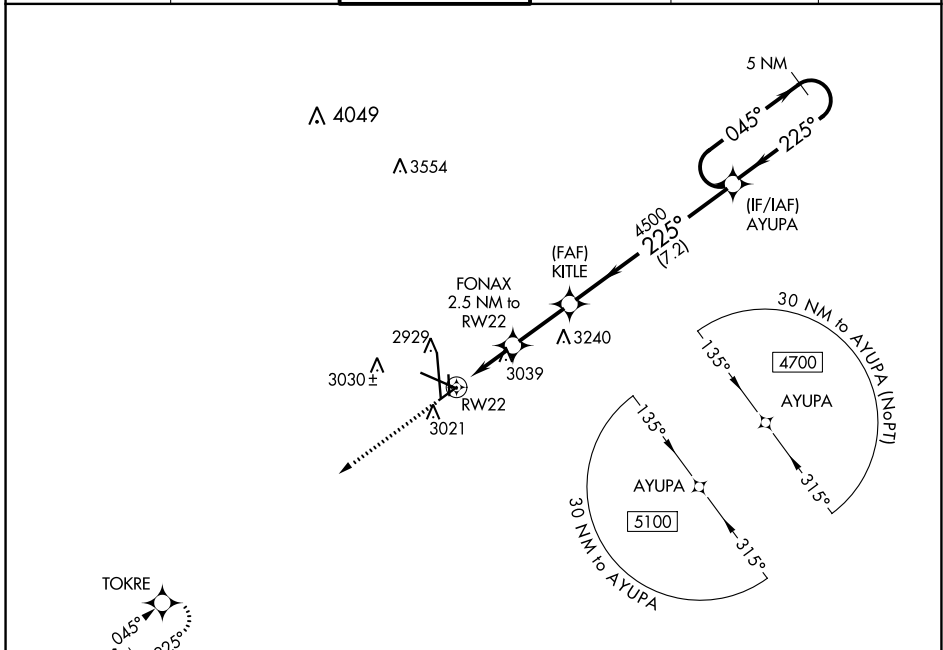 5 NM
045°
225°
4049
3554
(IF/IAF)
AYUPA
4500
225°
(7.2)
(FAF)
KITLE
FONAX
2.5 NM to
RW22
2929
3240
3039
3030±
RW22
3021
30 NM to AYUPA (NoPT)
135°
4700
AYUPA
315°
135°
AYUPA
5100
315°
30 NM to AYUPA
TOKRE
045°
225°